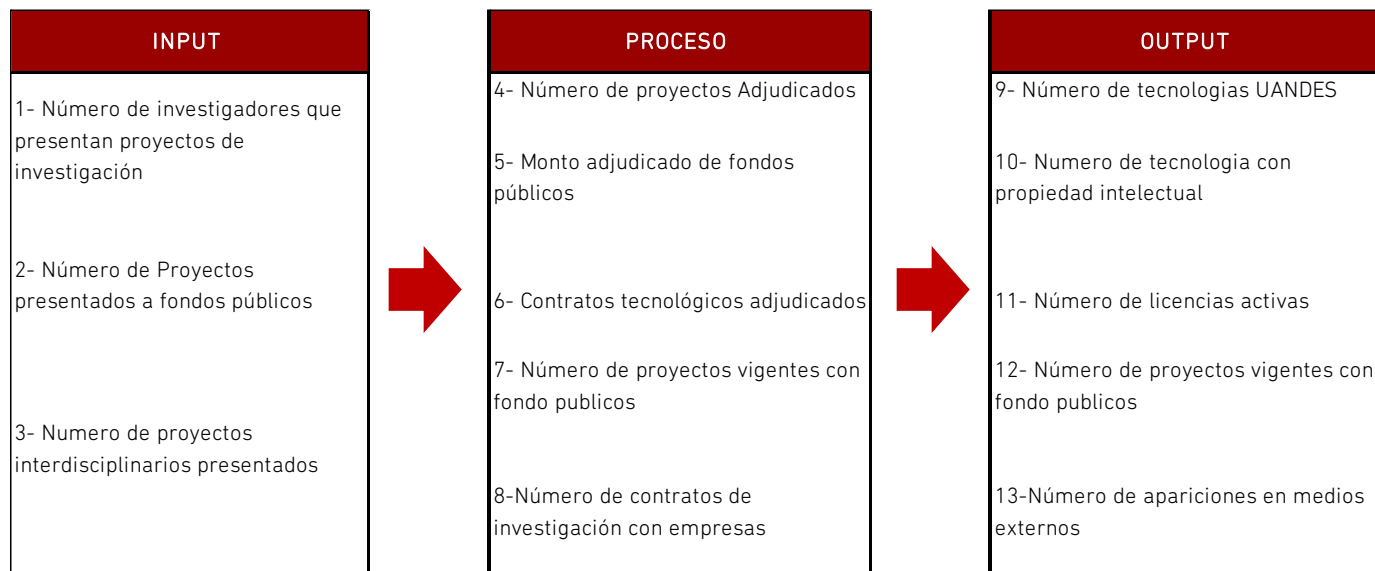 INPUT
1- Número de investigadores que
presentan proyectos de
investigación
2- Número de Proyectos
presentados a fondos públicos
3- Numero de proyectos
interdisciplinarios presentados
PROCESO
4- Número de proyectos Adjudicados
5- Monto adjudicado de fondos
públicos
6- Contratos tecnológicos adjudicados
7- Número de proyectos vigentes con
fondo publicos
8-Número de contratos de
investigación con empresas
OUTPUT
9- Número de tecnologias UANDES
10- Numero de tecnologia con
propiedad intelectual
11- Número de licencias activas
12- Número de proyectos vigentes con
fondo publicos
13-Número de apariciones en medios
externos